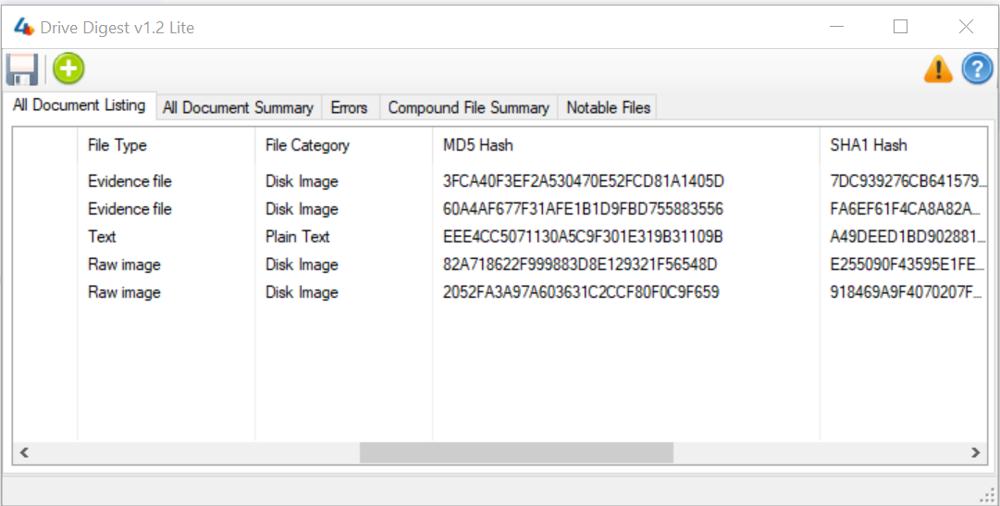 Drive Digest v1.2 Lite
All Document Listing All Document Summary Errors Compound File Summary Notable Files
File Type File Category MD5 Hash SHA1 Hash
Evidence file Disk Image 3FCA40F3EF2A530470E52FCD81A1405D 7DC939276CB641579...
Evidence file Disk Image 60A4AF677F31AFE1B1D9FBD755883556 FA6EF61F4CA8A82A...
Text Plain Text EEE4CC5071130A5C9F301E319B31109B A49DEED1BD902881...
Raw image Disk Image 82A718622F999883D8E129321F56548D E255090F43595E1FE...
Raw image Disk Image 2052FA3A97A603631C2CCF80F0C9F659 918469A9F4070207F...